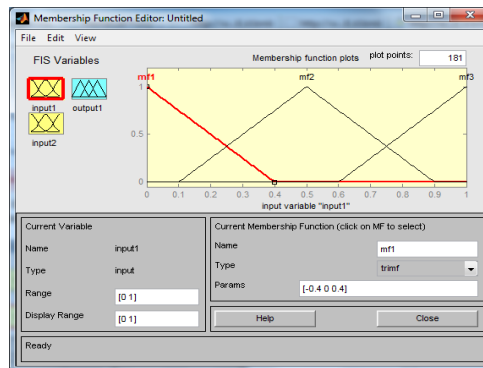 Membership Function Editor: Untitled
File Edit View
FIS Variables
Membership function plots plot points: 181
input1 output1
input2
mf1 mf2 mf3
1
0.5
0
0 0.1 0.2 0.3 0.4 0.5 0.6 0.7 0.8 0.9 1
input variable "input1"
Current Variable
Name input1
Type input
Range [0 1]
Display Range [0 1]
Current Membership Function (click on MF to select)
Name mf1
Type trimf
Params [-0.4 0 0.4]
Help Close
Ready